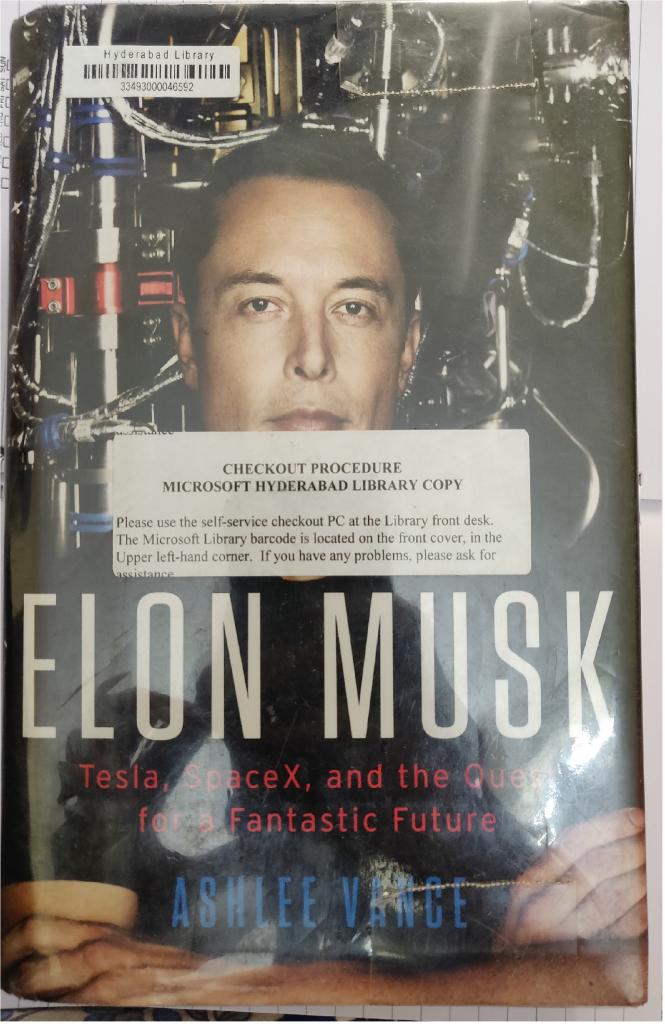 Hyderabad Library
33493000046592
assistance
CHECKOUT PROCEDURE
MICROSOFT HYDERABAD LIBRARY COPY
Please use the self-service checkout PC at the Library front desk.
The Microsoft Library barcode is located on the front cover, in the
Upper left-hand corner. If you have any problems, please ask for
assistance
ELON MUSK
Tesla, SpaceX, and the Quest
for a Fantastic Future
ASHLEE VANCE